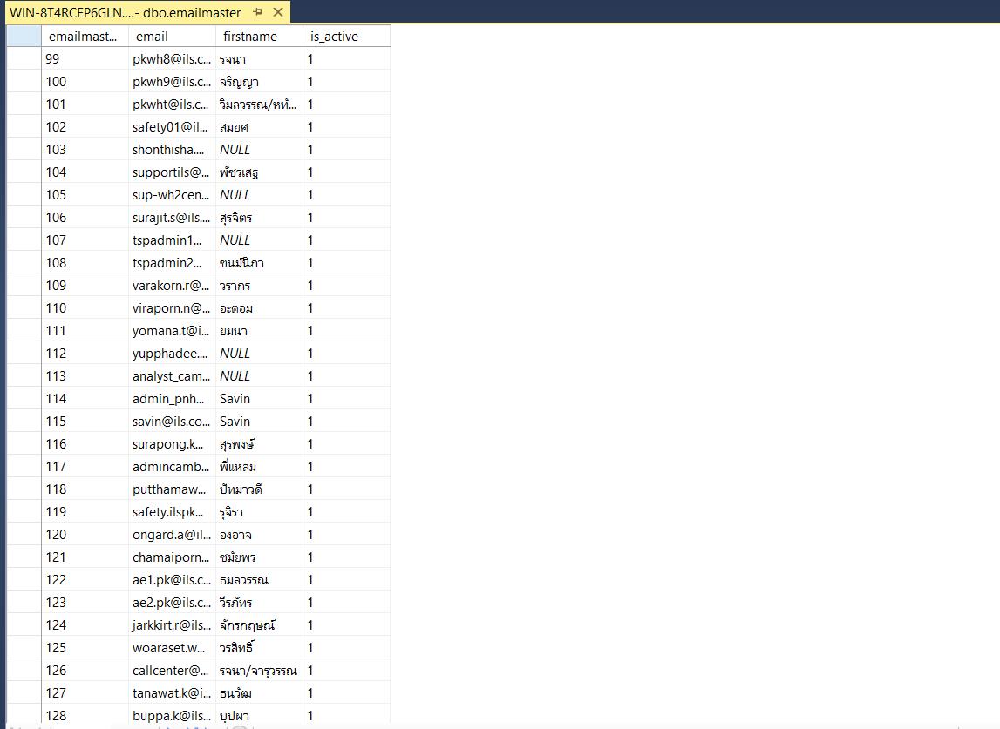 WIN-8T4RCEP6GLN....- dbo.emailmaster
emailmast... email firstname is_active
99 pkwh8@ils.c... รจนา 1
100 pkwh9@ils.c... จริญญา 1
101 pkwht@ils.c... วิมลวรรณ/หทั... 1
102 safety01@il... สมยศ 1
103 shonthisha.... NULL 1
104 supportils@... พัชรเสฐ 1
105 sup-wh2cen... NULL 1
106 surajit.s@ils.... สุรจิตร 1
107 tspadmin1... NULL 1
108 tspadmin2... ชนม์นิภา 1
109 varakorn.r@... วรากร 1
110 viraporn.n@... อะตอม 1
111 yomana.t@i... ยมนา 1
112 yupphadee.... NULL 1
113 analyst_cam... NULL 1
114 admin_pnh... Savin 1
115 savin@ils.co... Savin 1
116 surapong.k... สุรพงษ์ 1
117 admincamb... พี่แหลม 1
118 putthamaw... ปัทมาวดี 1
119 safety.ilspk... รุจิรา 1
120 ongard.a@il... องอาจ 1
121 chamaiporn... ชมัยพร 1
122 ae1.pk@ils.c... ธมลวรรณ 1
123 ae2.pk@ils.c... วีรภัทร 1
124 jarkkirt.r@ils... จักรกฤษณ์ 1
125 woaraset.w... วรสิทธิ์ 1
126 callcenter@... รจนา/จารุวรรณ 1
127 tanawat.k@i... ธนวัฒ 1
128 buppa.k@ils... บุปผา 1